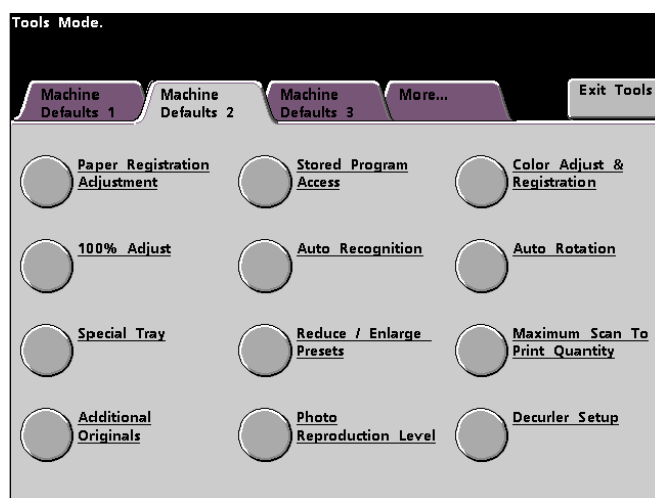 Tools Mode.
Machine
Defaults 1
Machine
Defaults 2
Machine
Defaults 3
More...
Exit Tools
Paper Registration
Adjustment
Stored Program
Access
Color Adjust &
Registration
100% Adjust
Auto Recognition
Auto Rotation
Special Tray
Reduce / Enlarge
Presets
Maximum Scan To
Print Quantity
Additional
Originals
Photo
Reproduction Level
Decurler Setup